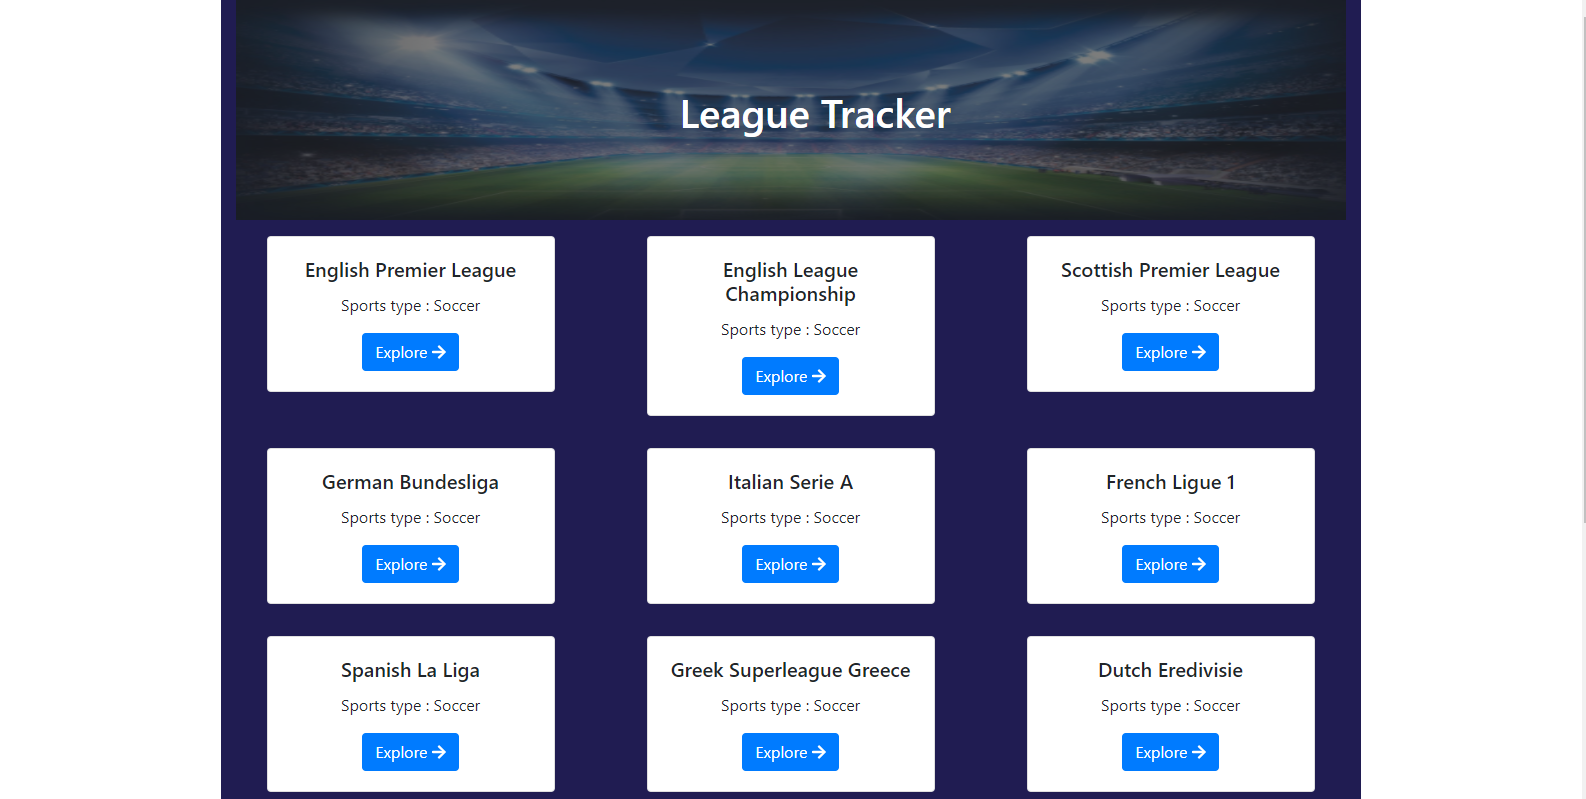 League Tracker
English Premier League
Sports type : Soccer
Explore
English League
Championship
Sports type : Soccer
Explore
Scottish Premier League
Sports type : Soccer
Explore
German Bundesliga
Sports type : Soccer
Explore
Italian Serie A
Sports type : Soccer
Explore
French Ligue 1
Sports type : Soccer
Explore
Spanish La Liga
Sports type : Soccer
Explore
Greek Superleague Greece
Sports type : Soccer
Explore
Dutch Eredivisie
Sports type : Soccer
Explore